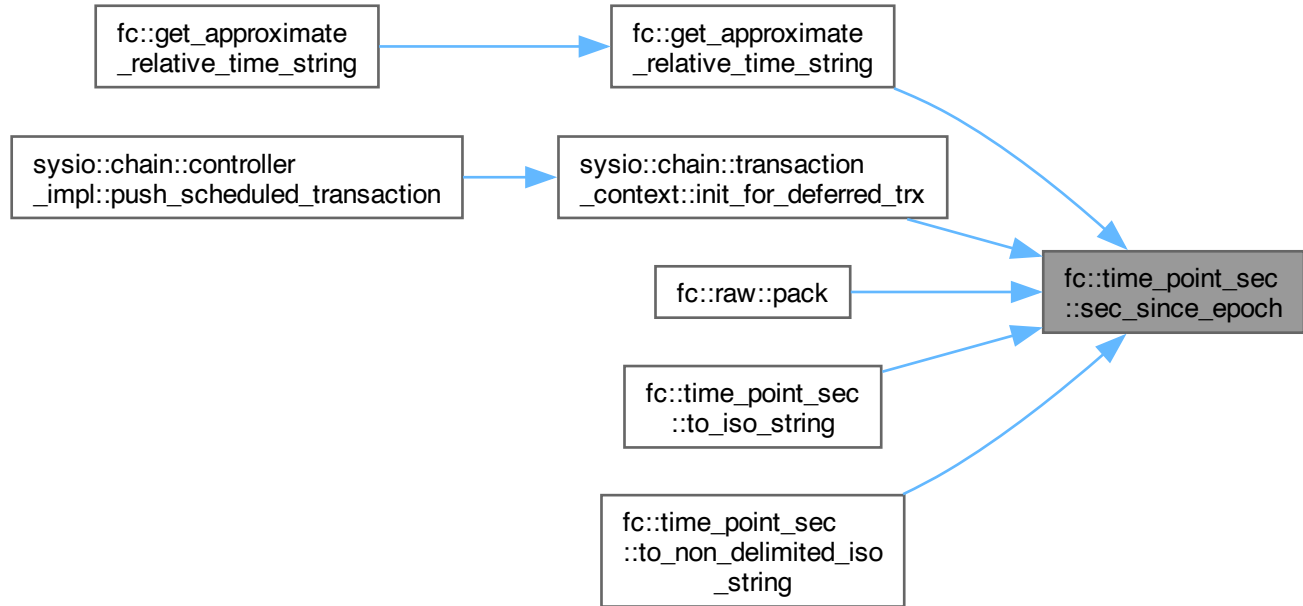 fc::get_approximate
_relative_time_string
fc::get_approximate
_relative_time_string
sysio::chain::controller
_impl::push_scheduled_transaction
sysio::chain::transaction
_context::init_for_deferred_trx
fc::raw::pack
fc::time_point_sec
::sec_since_epoch
fc::time_point_sec
::to_iso_string
fc::time_point_sec
::to_non_delimited_iso
_string